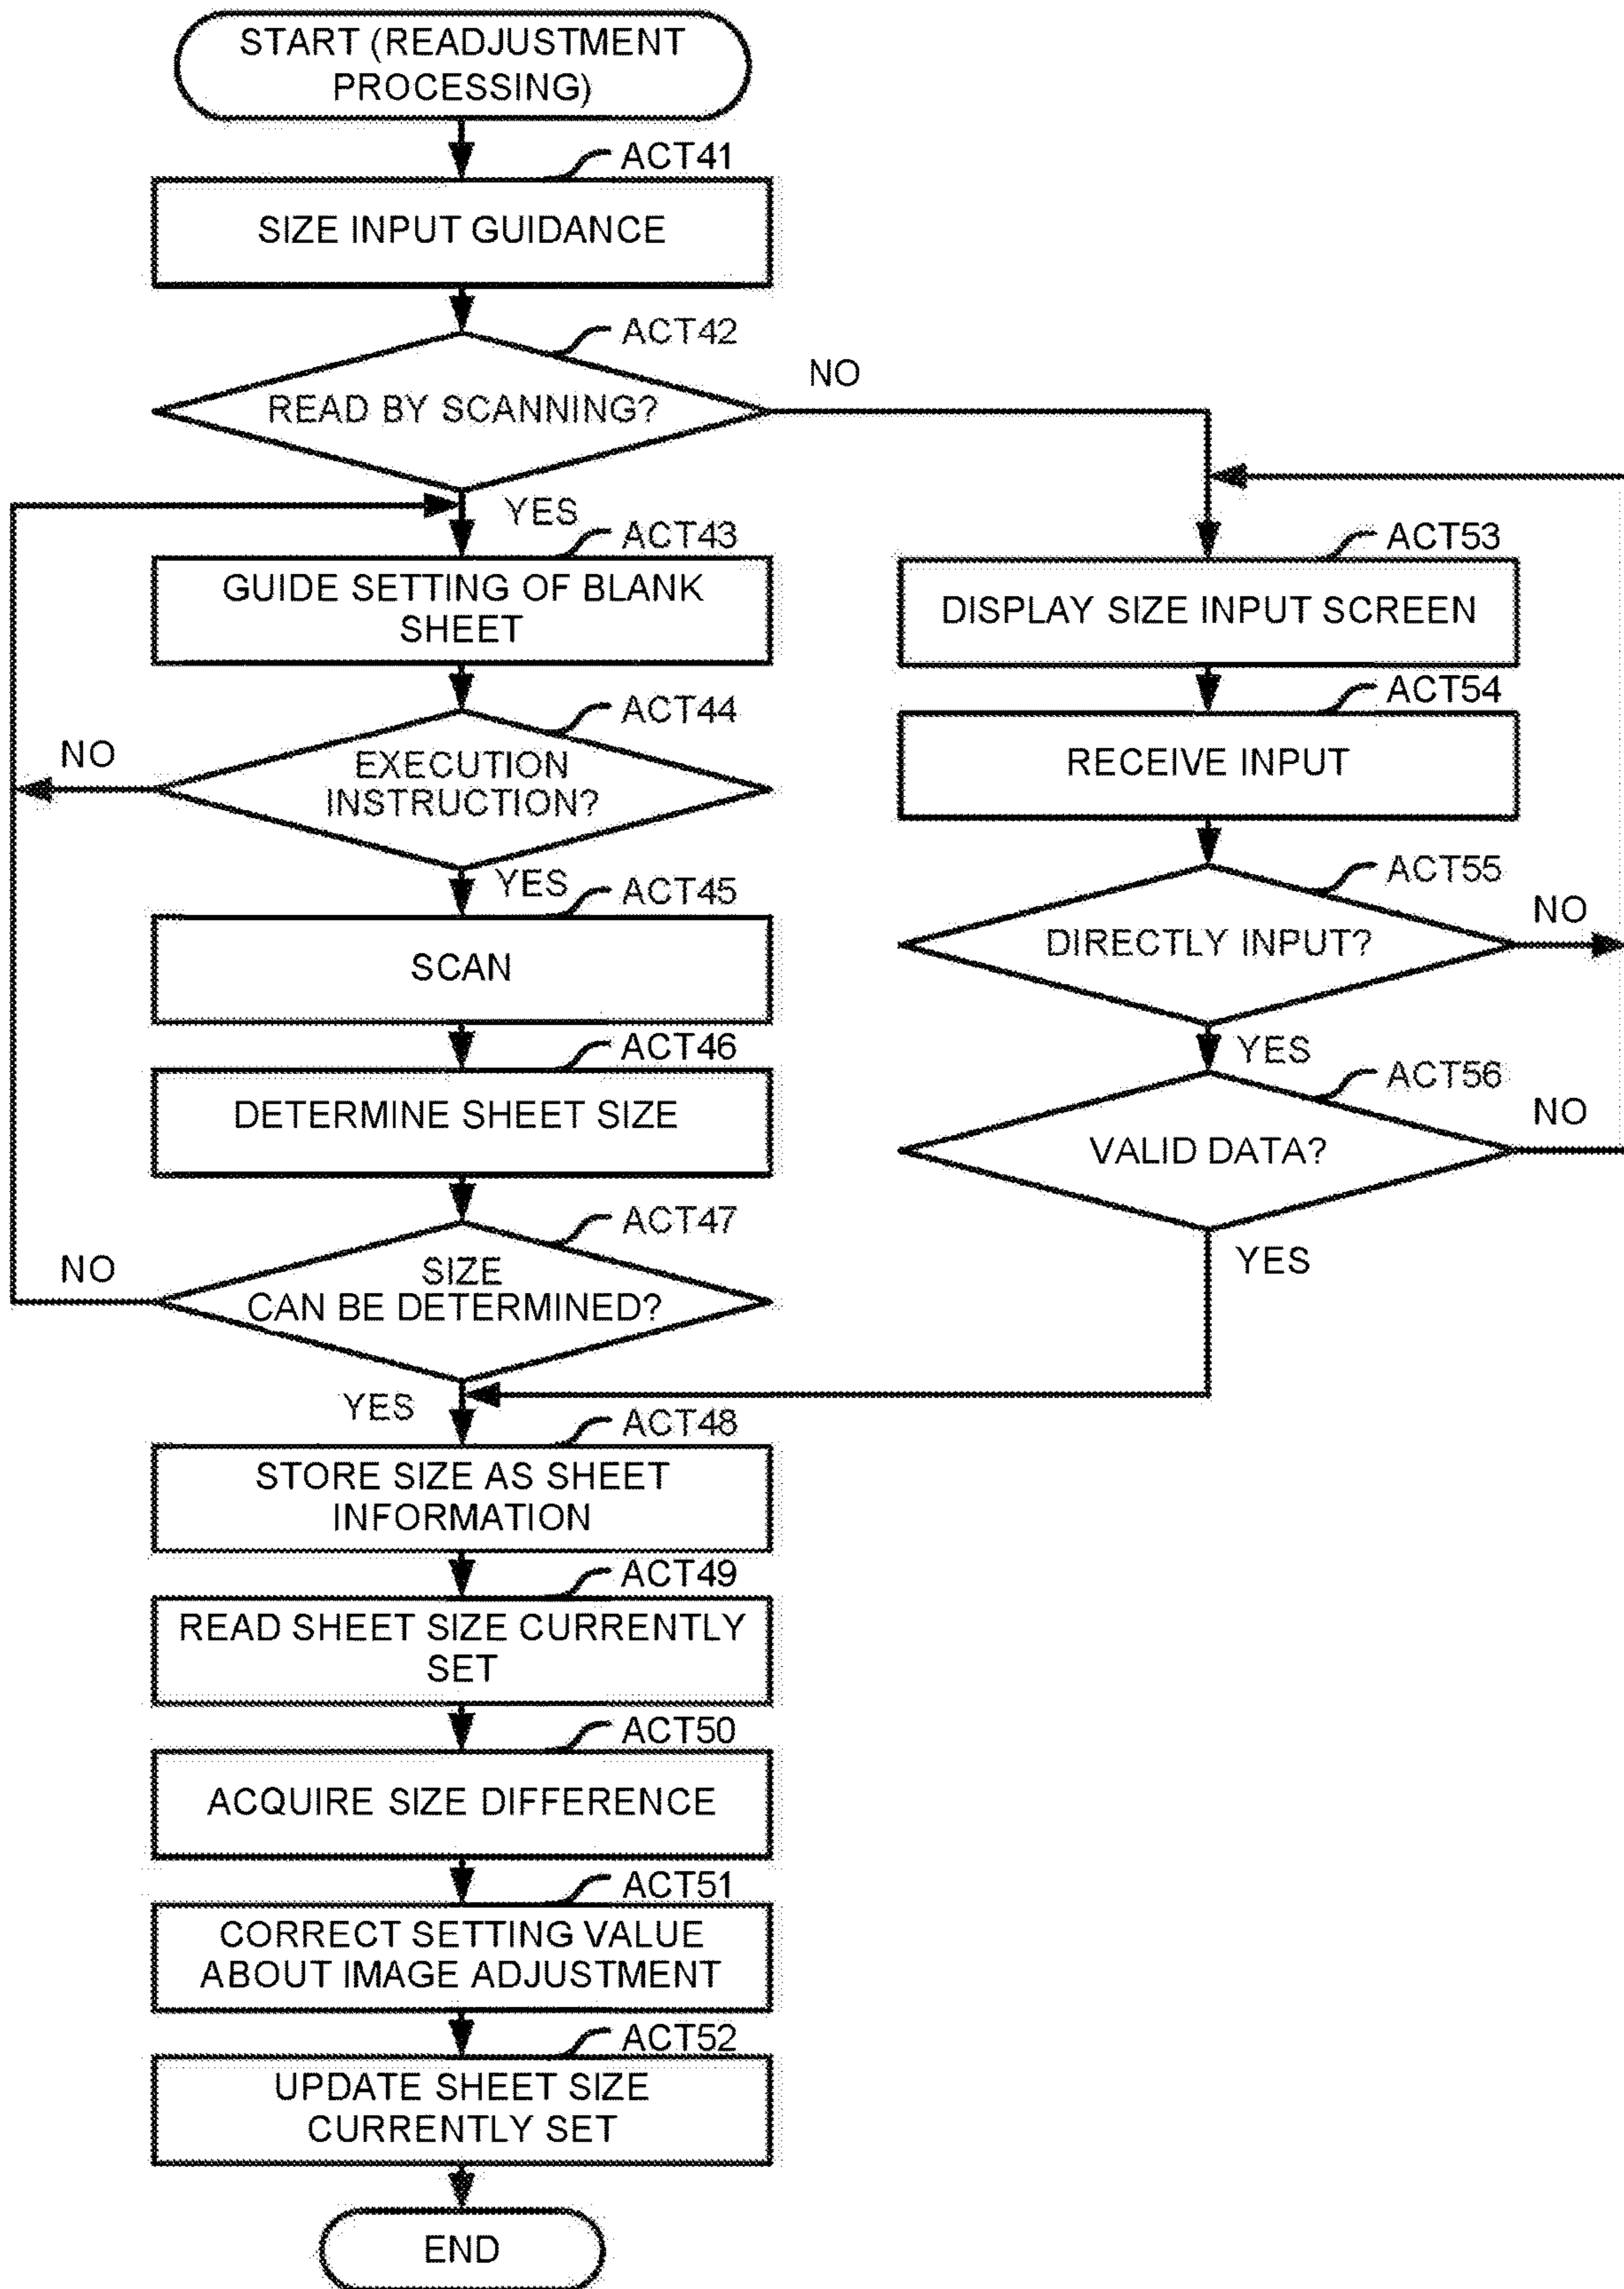 START (READJUSTMENT
PROCESSING)
ACT41
SIZE INPUT GUIDANCE
ACT42
NO
READ BY SCANNING?
YES
ACT43
GUIDE SETTING OF BLANK
SHEET
ACT44
NO
EXECUTION
INSTRUCTION?
YES
ACT45
SCAN
ACT46
DETERMINE SHEET SIZE
ACT47
NO
SIZE
CAN BE DETERMINED?
YES
ACT53
DISPLAY SIZE INPUT SCREEN
ACT54
RECEIVE INPUT
ACT55
NO
DIRECTLY INPUT?
YES
ACT56
NO
VALID DATA?
YES
ACT48
STORE SIZE AS SHEET
INFORMATION
ACT49
READ SHEET SIZE CURRENTLY
SET
ACT50
ACQUIRE SIZE DIFFERENCE
ACT51
CORRECT SETTING VALUE
ABOUT IMAGE ADJUSTMENT
ACT52
UPDATE SHEET SIZE
CURRENTLY SET
END